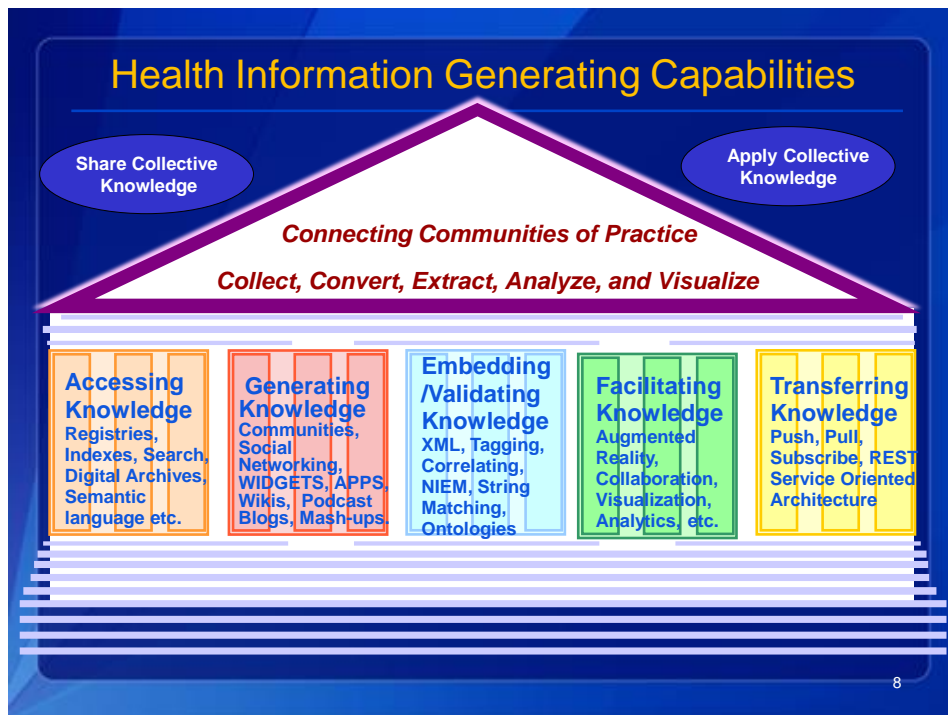 Health Information Generating Capabilities
Share Collective
Knowledge
Apply Collective
Knowledge
Connecting Communities of Practice
Collect, Convert, Extract, Analyze, and Visualize
Accessing
Knowledge
Registries,
Indexes, Search,
Digital Archives,
Semantic
language etc.
Generating
Knowledge
Communities,
Social
Networking,
WIDGETS, APPS,
Wikis, Podcast
Blogs, Mash-ups.
Embedding
/Validating
Knowledge
XML, Tagging,
Correlating,
NIEM, String
Matching,
Ontologies
Facilitating
Knowledge
Augmented
Reality,
Collaboration,
Visualization,
Analytics, etc.
Transferring
Knowledge
Push, Pull,
Subscribe, REST
Service Oriented
Architecture
8